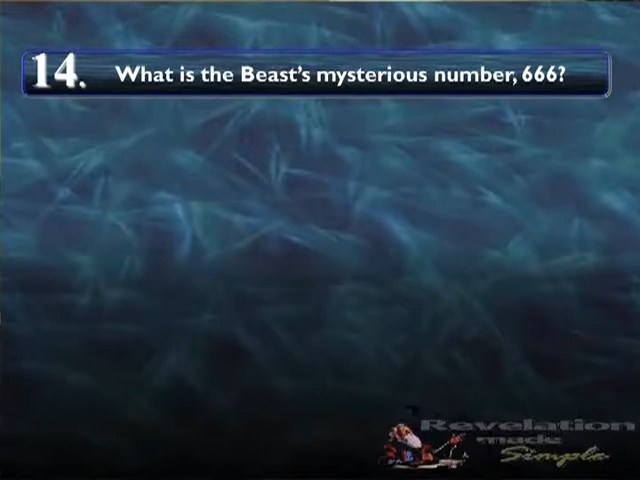 14. What is the Beast's mysterious number, 666?
Revelation
made
Simple